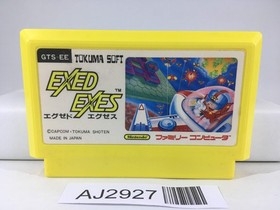 GTS-EE
TOKUMA SOFT
EXED
EXES™
エグゼド エグゼス
©CAPCOM・TOKUMA SHOTEN
MADE IN JAPAN
Nintendo
ファミリー コンピュータ
AJ2927